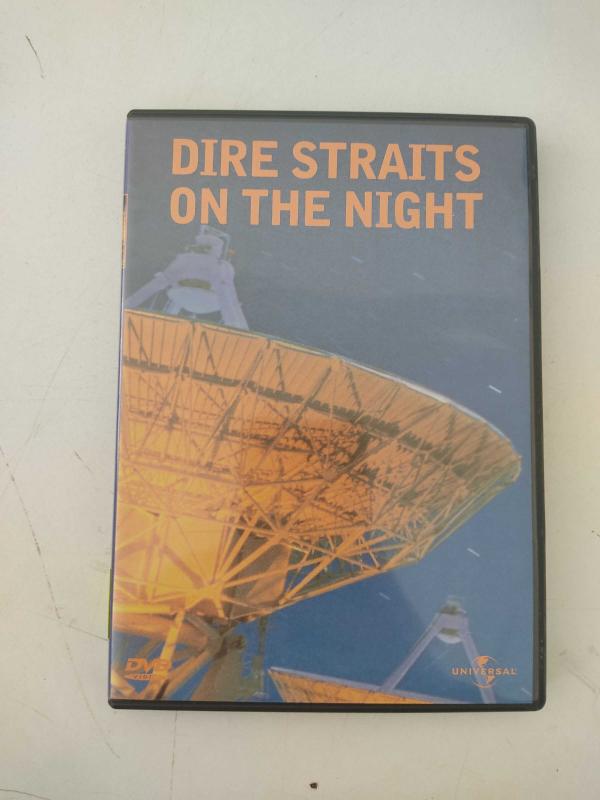 DIRE STRAITS
ON THE NIGHT
DVD
VIDEO
UNIVERSAL